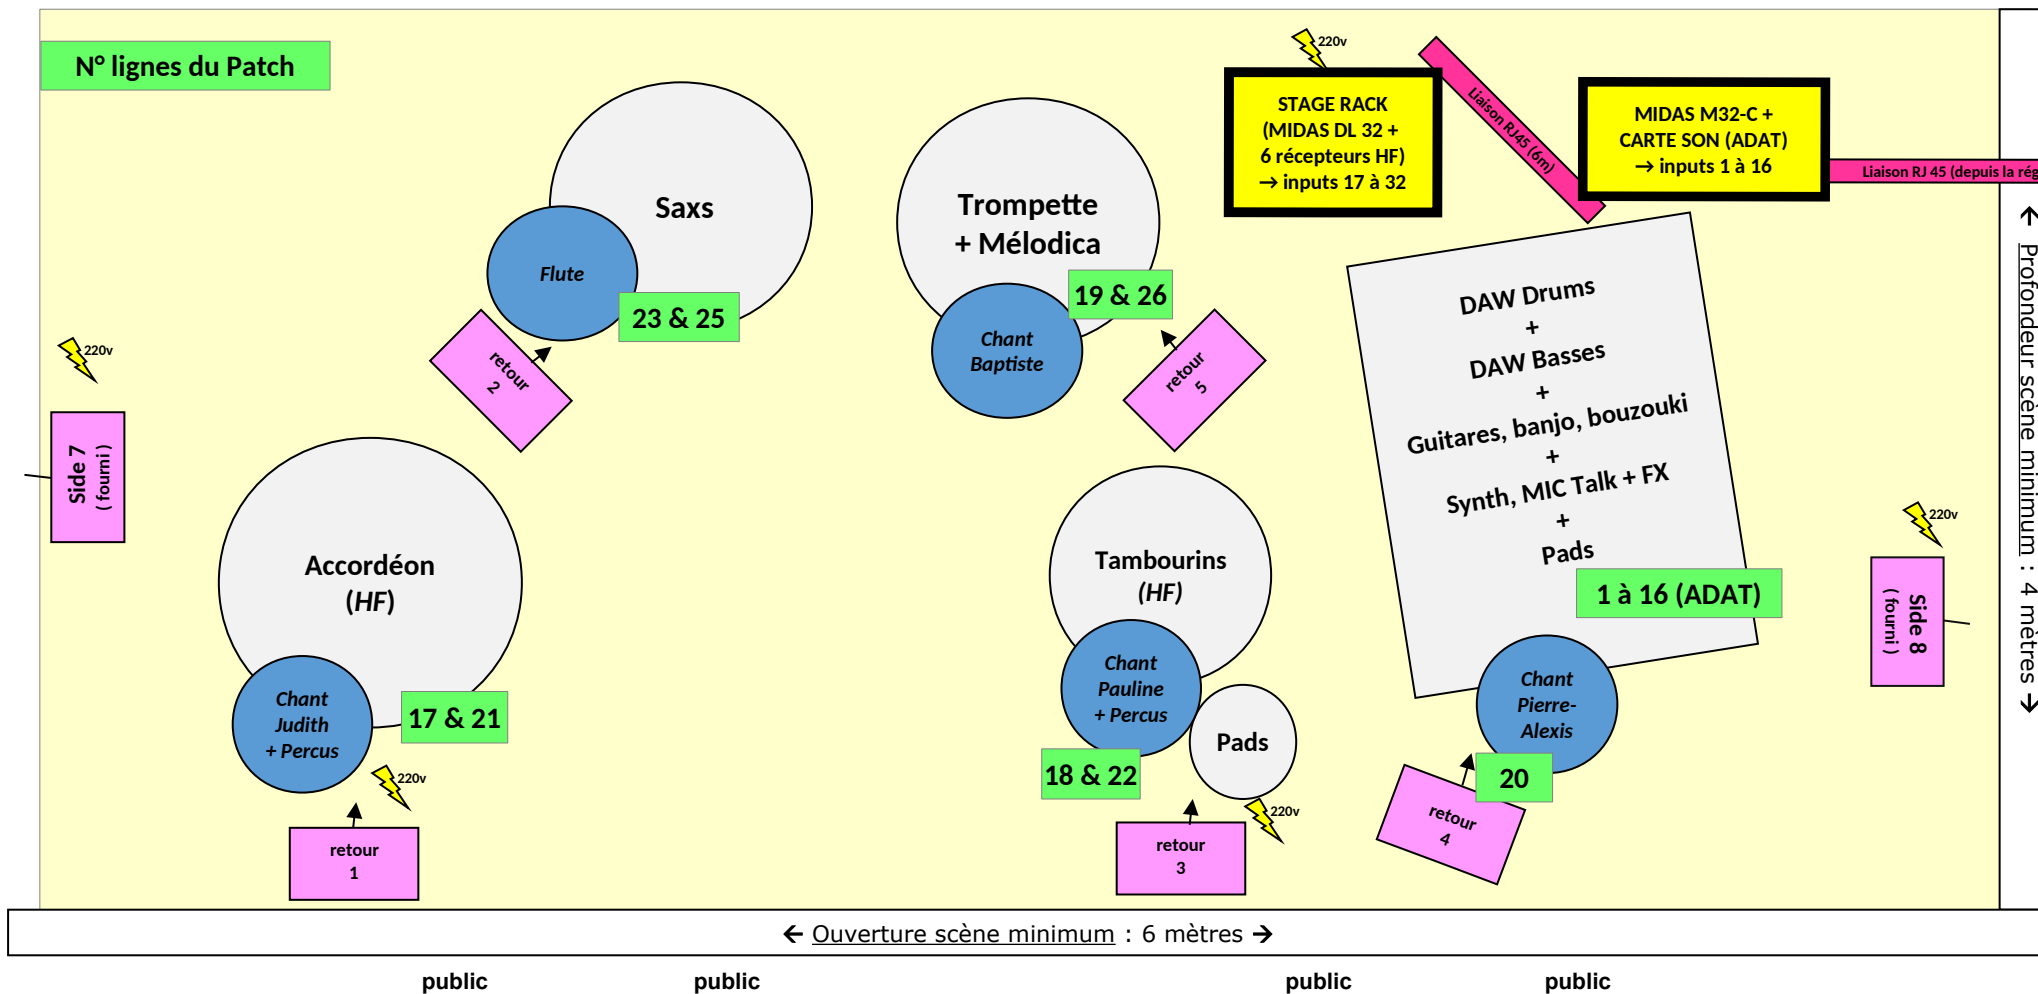 N° lignes du Patch
220v
STAGE RACK
(MIDAS DL 32 +
6 récepteurs HF)
→ inputs 17 à 32
Liaison RJ45 (6m)
MIDAS M32-C +
CARTE SON (ADAT)
→ inputs 1 à 16
Liaison RJ 45 (depuis la rég
Saxs
Flute
23 & 25
retour
2
Trompette
+ Mélodica
19 & 26
Chant
Baptiste
retour
5
DAW Drums
+
DAW Basses
+
Guitares, banjo, bouzouki
+
Synth, MIC Talk + FX
+
Pads
1 à 16 (ADAT)
← Profondeur scène minimum : 4 mètres →
220v
Side 7
(fourni)
Accordéon
(HF)
Chant
Judith
+ Percus
17 & 21
220v
retour
1
Tambourins
(HF)
Chant
Pauline
+ Percus
18 & 22
Pads
220v
retour
3
Chant
Pierre-
Alexis
20
retour
4
220v
Side 8
(fourni)
← Ouverture scène minimum : 6 mètres →
public public public public